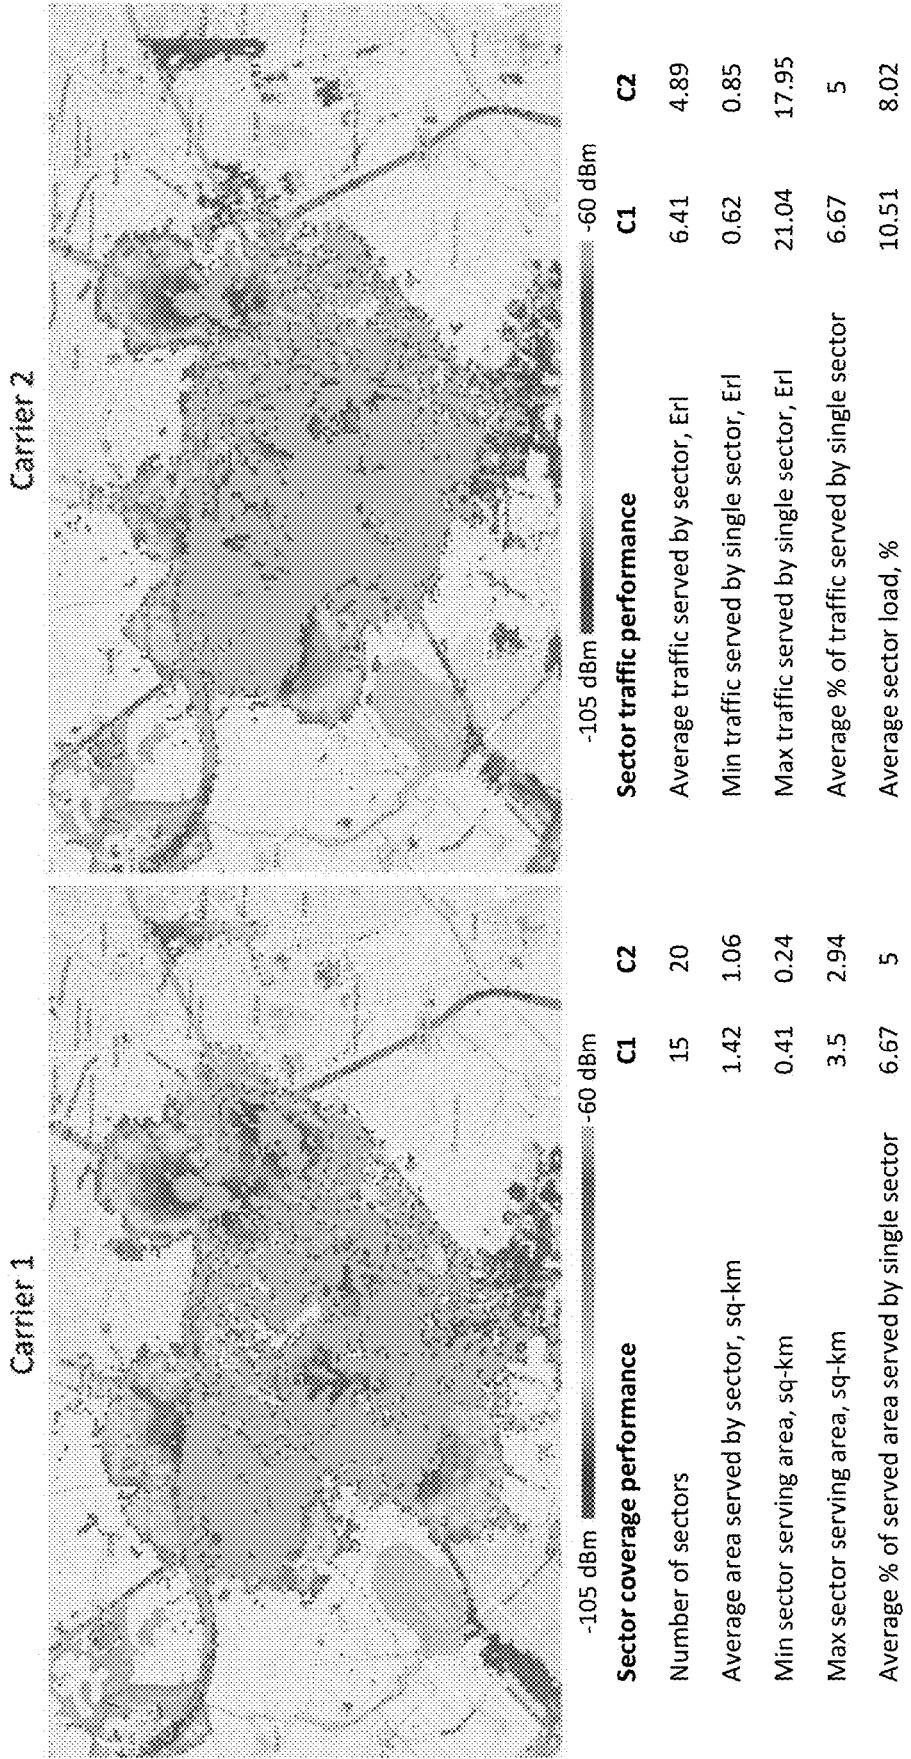 Carrier 1
Carrier 2
-105 dBm -60 dBm
-105 dBm -60 dBm
Sector coverage performance C1 C2
Number of sectors 15 20
Average area served by sector, sq-km 1.42 1.06
Min sector serving area, sq-km 0.41 0.24
Max sector serving area, sq-km 3.5 2.94
Average % of served area served by single sector 6.67 5
Sector traffic performance C1 C2
Average traffic served by sector, Erl 6.41 4.89
Min traffic served by single sector, Erl 0.62 0.85
Max traffic served by single sector, Erl 21.04 17.95
Average % of traffic served by single sector 6.67 5
Average sector load, % 10.51 8.02